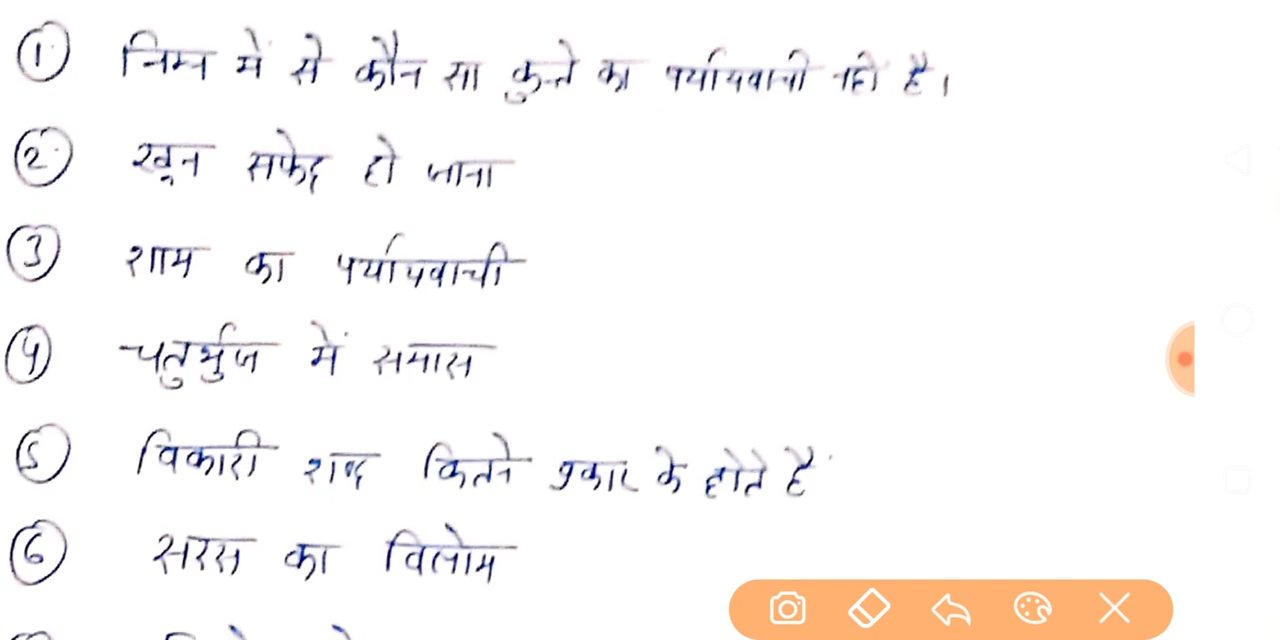 ① निम्न में से कौन सा कुत्ते का पर्यायवाची नहीं है।
② खून सफेद हो जाना
③ शाम का पर्यायवाची
④ चतुर्भुज में समास
⑤ विकारी शब्द कितने प्रकार के होते है
⑥ सरस का विलोम